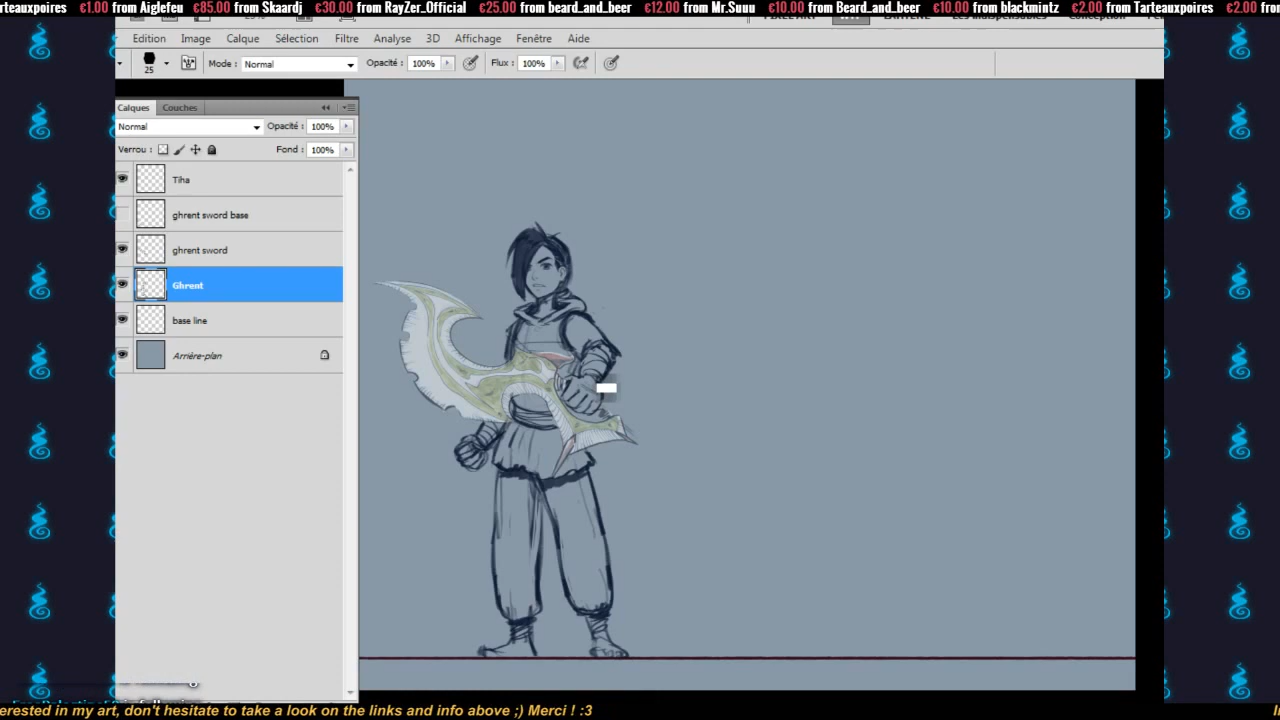 rteauxpoires €1.00 from Aiglefeu €85.00 from Skaardj €30.00 from RayZer_Official €25.00 from beard_and_beer €12.00 from Mr.Suuu €10.00 from Beard_and_beer €10.00 from blackmintz €2.00 from Tarteauxpoires €2.00 from
Edition Image Calque Sélection Filtre Analyse 3D Affichage Fenêtre Aide
25 Mode : Normal Opacité : 100% Flux : 100%
Calques Couches
Normal Opacité : 100%
Verrou : Fond : 100%
Tiha
ghrent sword base
ghrent sword
Ghrent
base line
Arrière-plan
erested in my art, don't hesitate to take a look on the links and info above ;) Merci ! :3